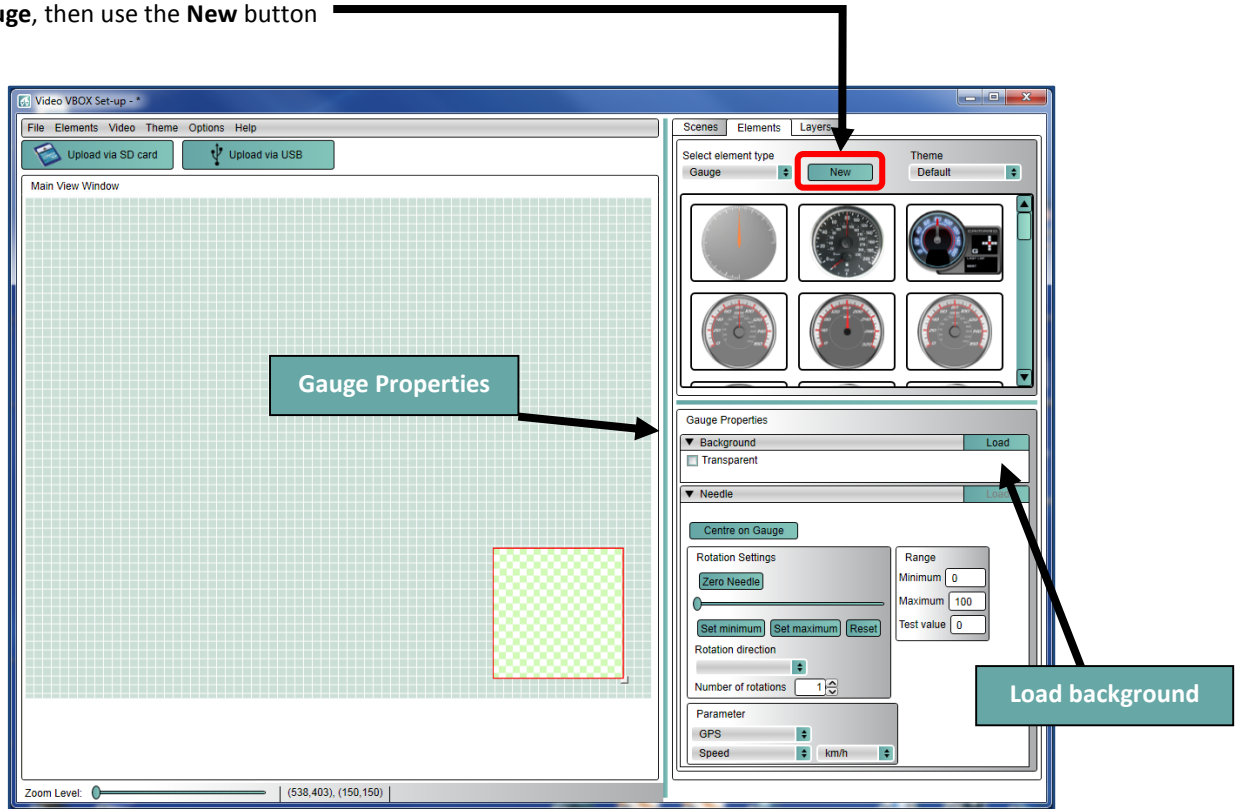 uge, then use the New button
Video VBOX Set-up - *
File Elements Video Theme Options Help
Upload via SD card
Upload via USB
Main View Window
Gauge Properties
Zoom Level:
(538,403), (150,150)
Scenes Elements Layers
Select element type
Theme
Gauge
New
Default
Gauge Properties
Background
Load
Transparent
Needle
Load
Centre on Gauge
Rotation Settings
Zero Needle
Set minimum Set maximum Reset
Rotation direction
Number of rotations 1
Range
Minimum 0
Maximum 100
Test value 0
Parameter
GPS
Speed km/h
Load background